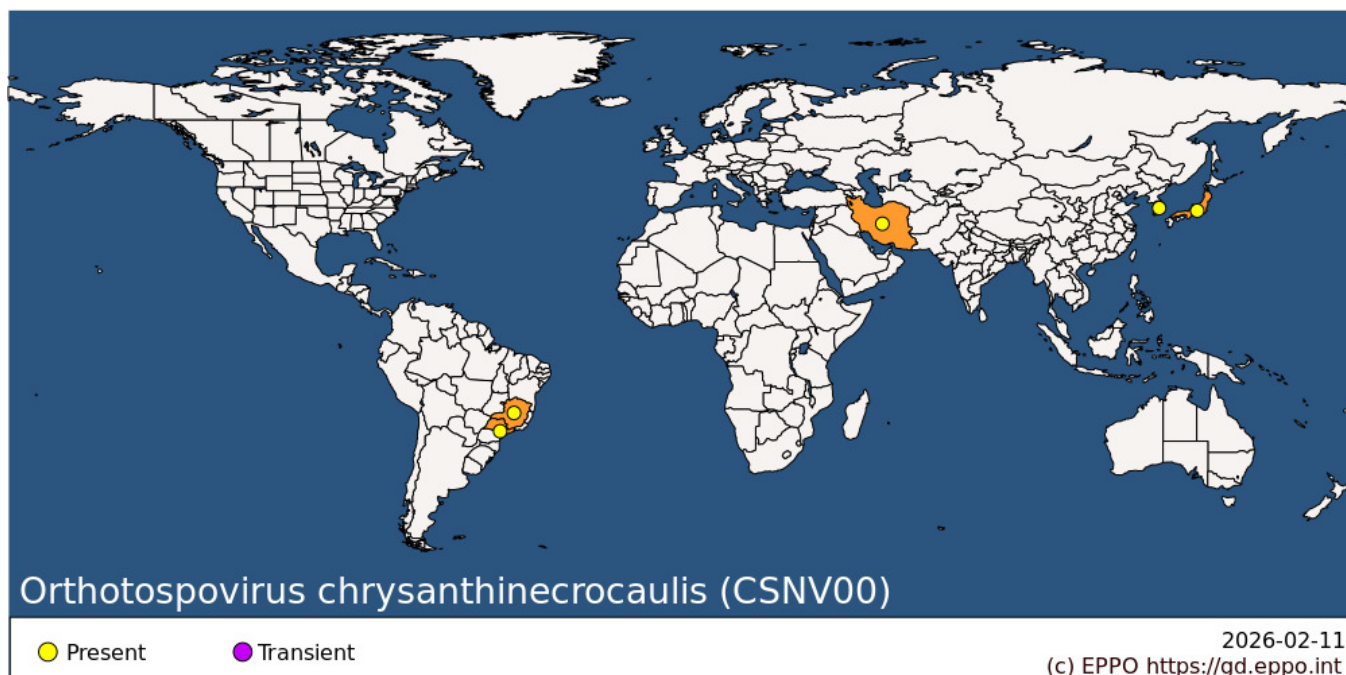 Orthotospovirus chrysanthinecrocaulis (CSNV00)
Present
Transient
2026-02-11
(c) EPPO https://gd.eppo.int